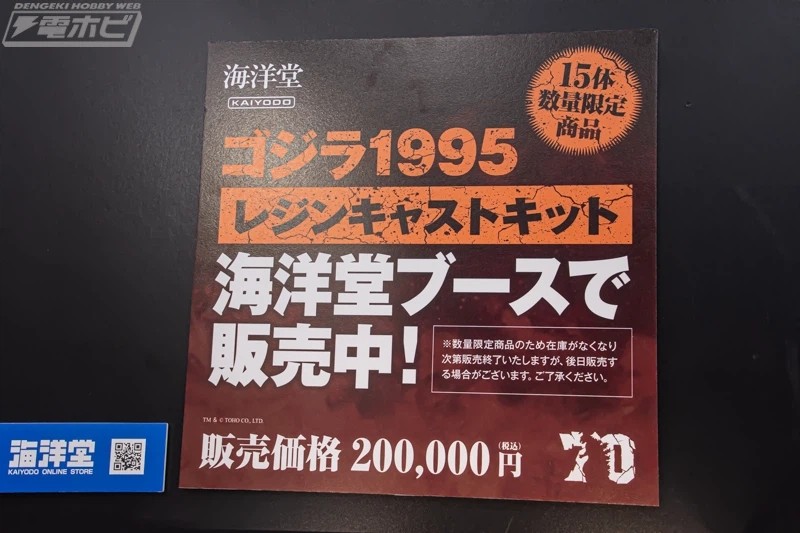 DENGEKI HOBBY WEB
電ホビ
海洋堂
KAIYODO
15体
数量限定
商品
ゴジラ1995
レジンキャストキット
海洋堂ブースで
販売中!
※数量限定商品のため在庫がなくなり
次第販売終了いたしますが、後日販売す
る場合がございます。ご了承ください。
TM & © TOHO CO., LTD.
販売価格 200,000円(税込)
70
海洋堂
KAIYODO ONLINE STORE